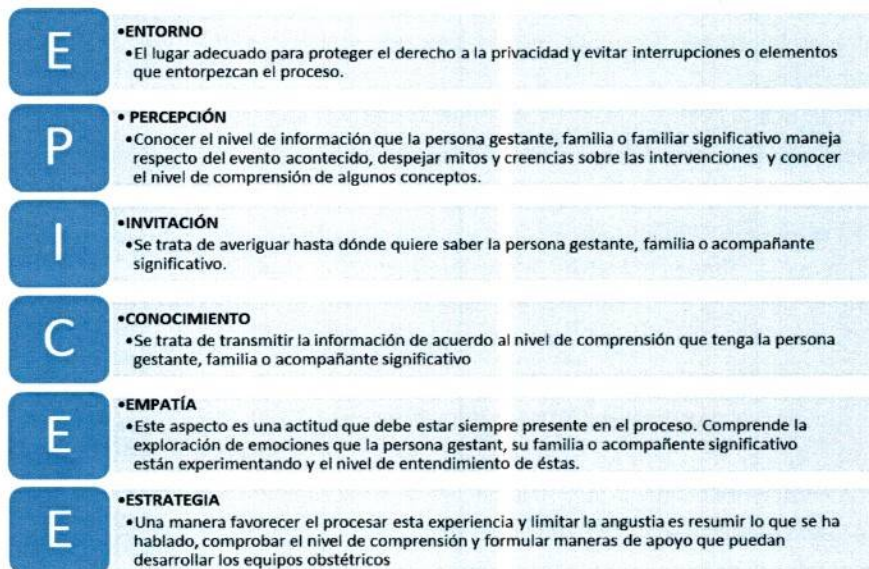 E
•ENTORNO
•El lugar adecuado para proteger el derecho a la privacidad y evitar interrupciones o elementos
que entorpezcan el proceso.
P
• PERCEPCIÓN
•Conocer el nivel de información que la persona gestante, familia o familiar significativo maneja
respecto del evento acontecido, despejar mitos y creencias sobre las intervenciones y conocer
el nivel de comprensión de algunos conceptos.
I
•INVITACIÓN
•Se trata de averiguar hasta dónde quiere saber la persona gestante, familia o acompañante
significativo.
C
•CONOCIMIENTO
•Se trata de transmitir la información de acuerdo al nivel de comprensión que tenga la persona
gestante, familia o acompañante significativo
E
•EMPATÍA
•Este aspecto es una actitud que debe estar siempre presente en el proceso. Comprende la
exploración de emociones que la persona gestant, su familia o acompañente significativo
están experimentando y el nivel de entendimiento de éstas.
E
•ESTRATEGIA
•Una manera favorecer el procesar esta experiencia y limitar la angustia es resumir lo que se ha
hablado, comprobar el nivel de comprensión y formular maneras de apoyo que puedan
desarrollar los equipos obstétricos